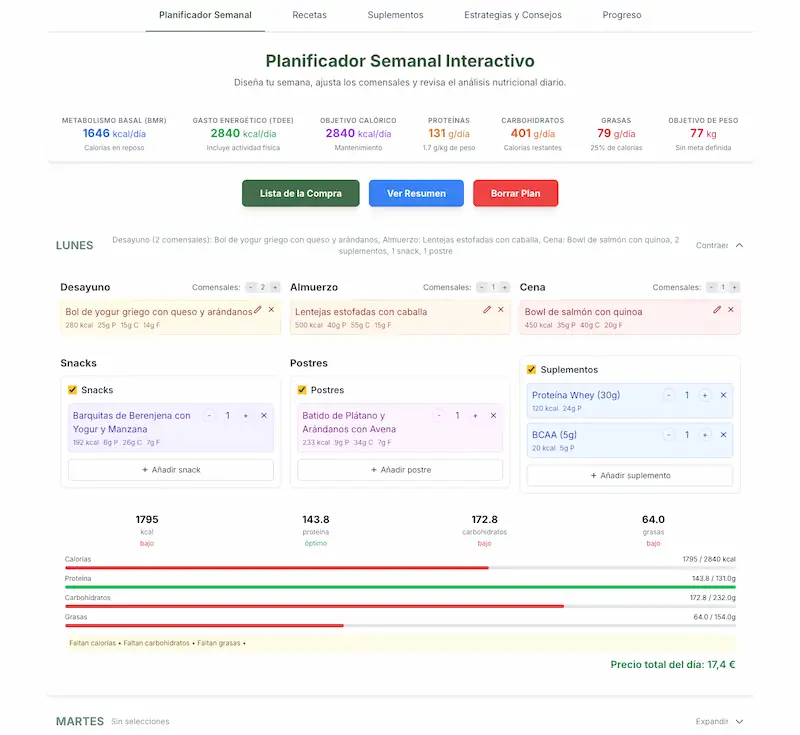 Planificador Semanal
Recetas
Suplementos
Estrategias y Consejos
Progreso
Planificador Semanal Interactivo
Diseña tu semana, ajusta los comensales y revisa el análisis nutricional diario.
METABOLISMO BASAL (BMR)
1646 kcal/día
Calorías en reposo
GASTO ENERGÉTICO (TDEE)
2840 kcal/día
Incluye actividad física
OBJETIVO CALÓRICO
2840 kcal/día
Mantenimiento
PROTEÍNAS
131 g/día
1.7 g/kg de peso
CARBOHIDRATOS
401 g/día
Calorías restantes
GRASAS
79 g/día
25% de calorías
OBJETIVO DE PESO
77 kg
Sin meta definida
Lista de la Compra
Ver Resumen
Borrar Plan
LUNES
Desayuno (2 comensales): Bol de yogur griego con queso y arándanos, Almuerzo: Lentejas estofadas con caballa, Cena: Bowl de salmón con quinoa, 2
suplementos, 1 snack, 1 postre
Contraer
Desayuno
Comensales: - 2 +
Bol de yogur griego con queso y arándanos
280 kcal 25g P 15g C 14g F
Almuerzo
Comensales: - 1 +
Lentejas estofadas con caballa
500 kcal 40g P 55g C 15g F
Cena
Comensales: - 1 +
Bowl de salmón con quinoa
450 kcal 35g P 40g C 20g F
Snacks
Snacks
Barquitas de Berenjena con
Yogur y Manzana
- 1 + ×
192 kcal 6g P 26g C 7g F
+ Añadir snack
Postres
Postres
Batido de Plátano y
Arándanos con Avena
- 1 + ×
233 kcal 9g P 34g C 7g F
+ Añadir postre
Suplementos
Proteína Whey (30g)
- 1 + ×
120 kcal 24g P
BCAA (5g)
- 1 + ×
20 kcal 5g P
+ Añadir suplemento
1795
kcal
bajo
143.8
proteína
óptimo
172.8
carbohidratos
bajo
64.0
grasas
bajo
Calorías
1795 / 2840 kcal
Proteína
143.8 / 131.0g
Carbohidratos
172.8 / 232.0g
Grasas
64.0 / 154.0g
Faltan calorías • Faltan carbohidratos • Faltan grasas •
Precio total del día: 17,4 €
MARTES
Sin selecciones
Expandir